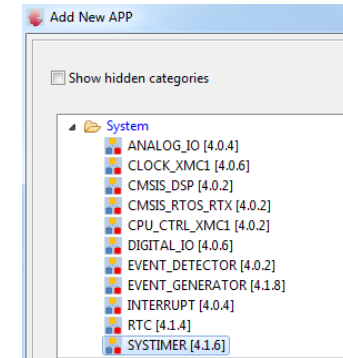 Add New APP
Show hidden categories
System
ANALOG_IO [4.0.4]
CLOCK_XMC1 [4.0.6]
CMSIS_DSP [4.0.2]
CMSIS_RTOS_RTX [4.0.2]
CPU_CTRL_XMC1 [4.0.2]
DIGITAL_IO [4.0.6]
EVENT_DETECTOR [4.0.2]
EVENT_GENERATOR [4.1.8]
INTERRUPT [4.0.4]
RTC [4.1.4]
SYSTIMER [4.1.6]